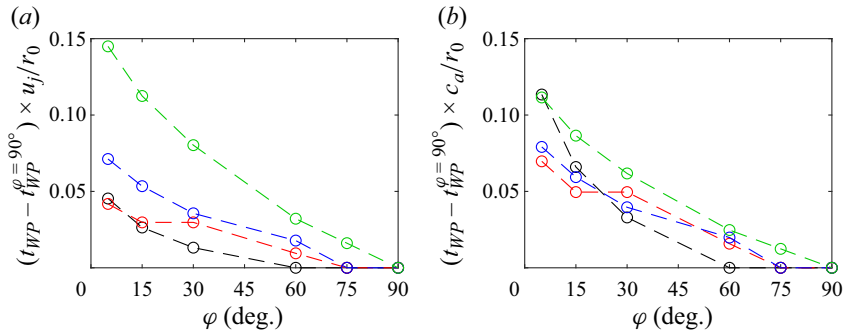 (a)
(b)
(t_WP − t_WP^{φ = 90°}) × u_j/r_0
0.15
0.10
0.05
0 15 30 45 60 75 90
φ (deg.)
(t_WP − t_WP^{φ = 90°}) × c_a/r_0
0.15
0.10
0.05
0 15 30 45 60 75 90
φ (deg.)